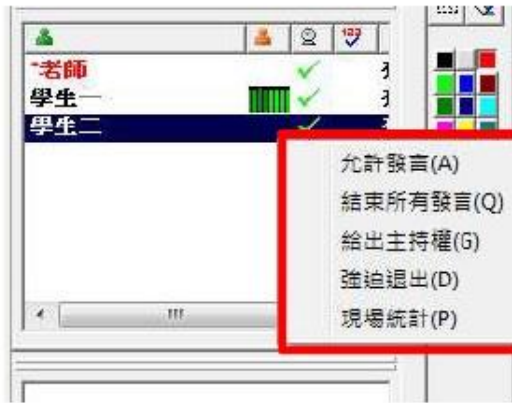 *老師
學生一
學生二
允許發言(A)
結束所有發言(Q)
給出主持權(G)
強迫退出(D)
現場統計(P)